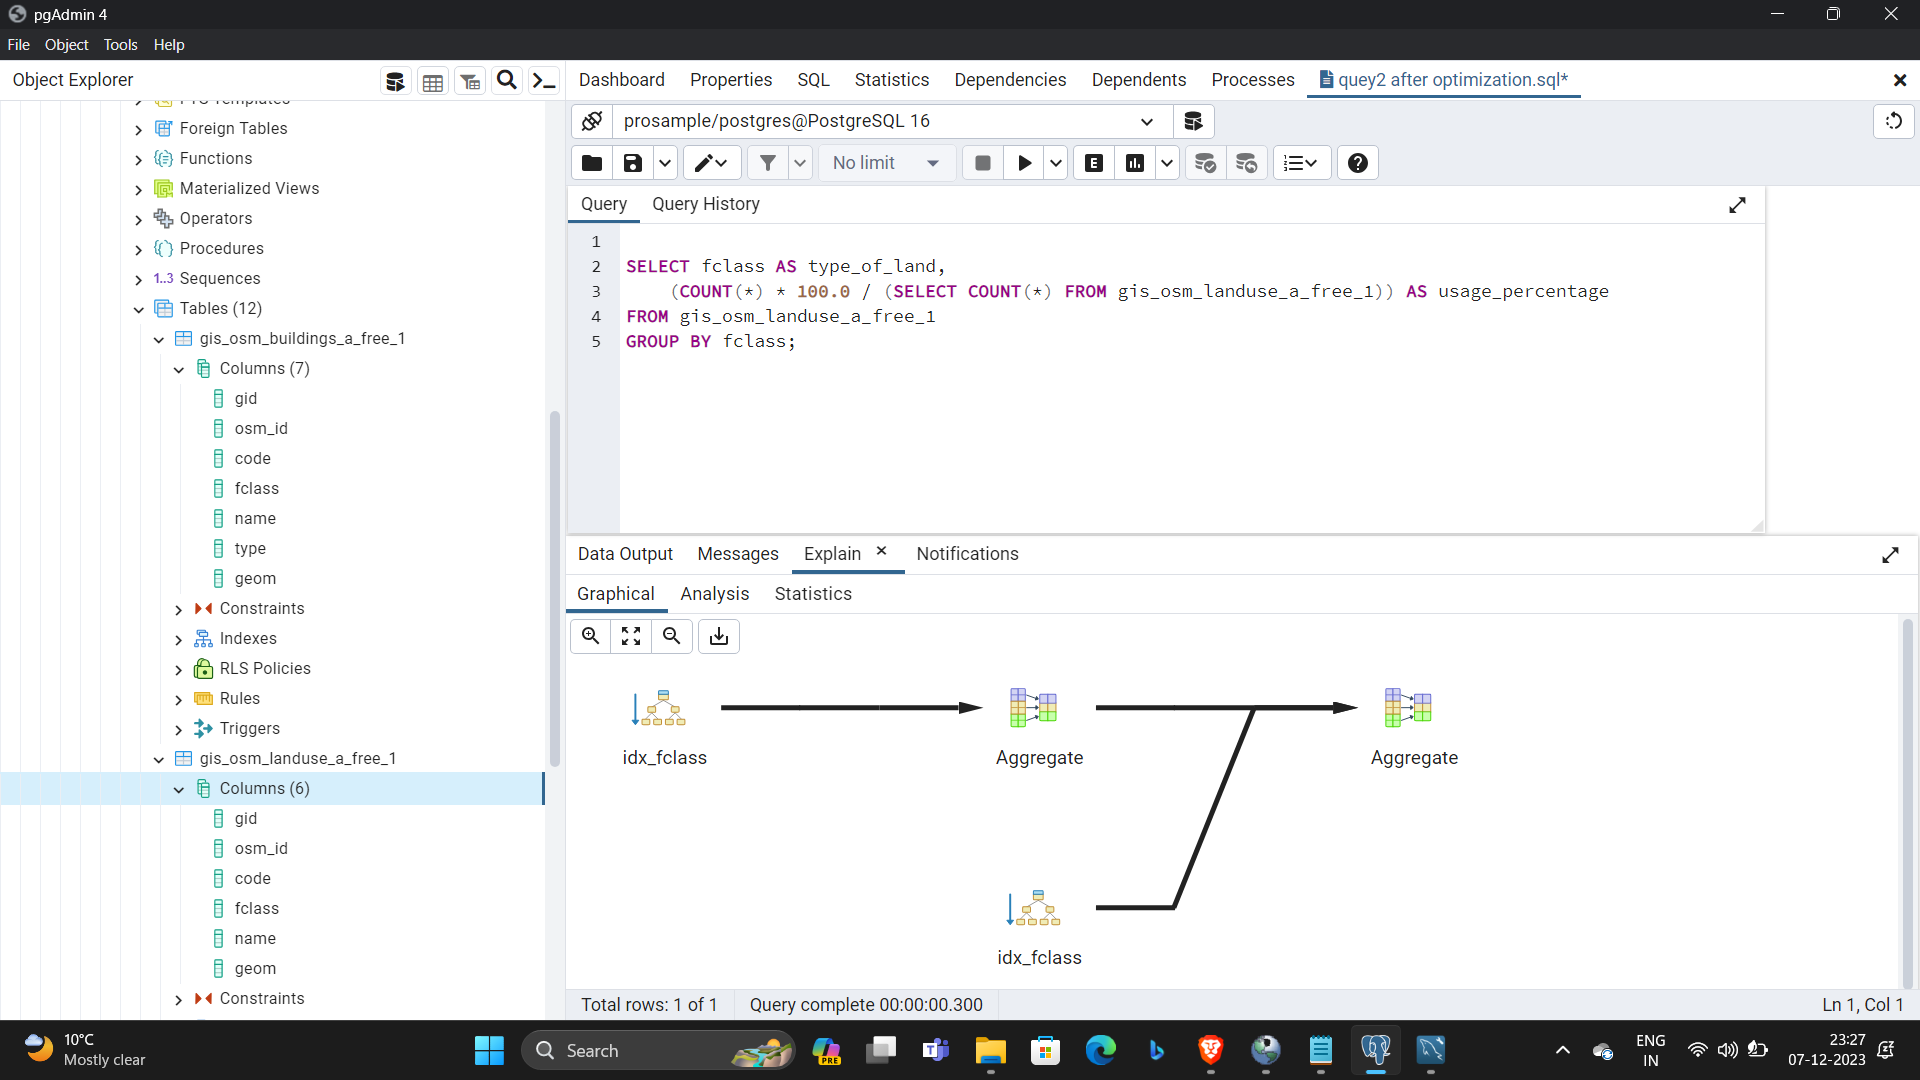 pgAdmin 4
File Object Tools Help
Object Explorer
Dashboard Properties SQL Statistics Dependencies Dependents Processes quey2 after optimization.sql*
Foreign Tables
Functions
Materialized Views
Operators
Procedures
1..3 Sequences
Tables (12)
gis_osm_buildings_a_free_1
Columns (7)
gid
osm_id
code
fclass
name
type
geom
Constraints
Indexes
RLS Policies
Rules
Triggers
gis_osm_landuse_a_free_1
Columns (6)
gid
osm_id
code
fclass
name
geom
Constraints
prosample/postgres@PostgreSQL 16
No limit
E
Query Query History
1
2 SELECT fclass AS type_of_land,
3 (COUNT(*) * 100.0 / (SELECT COUNT(*) FROM gis_osm_landuse_a_free_1)) AS usage_percentage
4 FROM gis_osm_landuse_a_free_1
5 GROUP BY fclass;
Data Output Messages Explain Notifications
Graphical Analysis Statistics
idx_fclass
Aggregate
Aggregate
idx_fclass
Total rows: 1 of 1 Query complete 00:00:00.300 Ln 1, Col 1
10°C
Mostly clear
Search
PRE
ENG
IN
23:27
07-12-2023